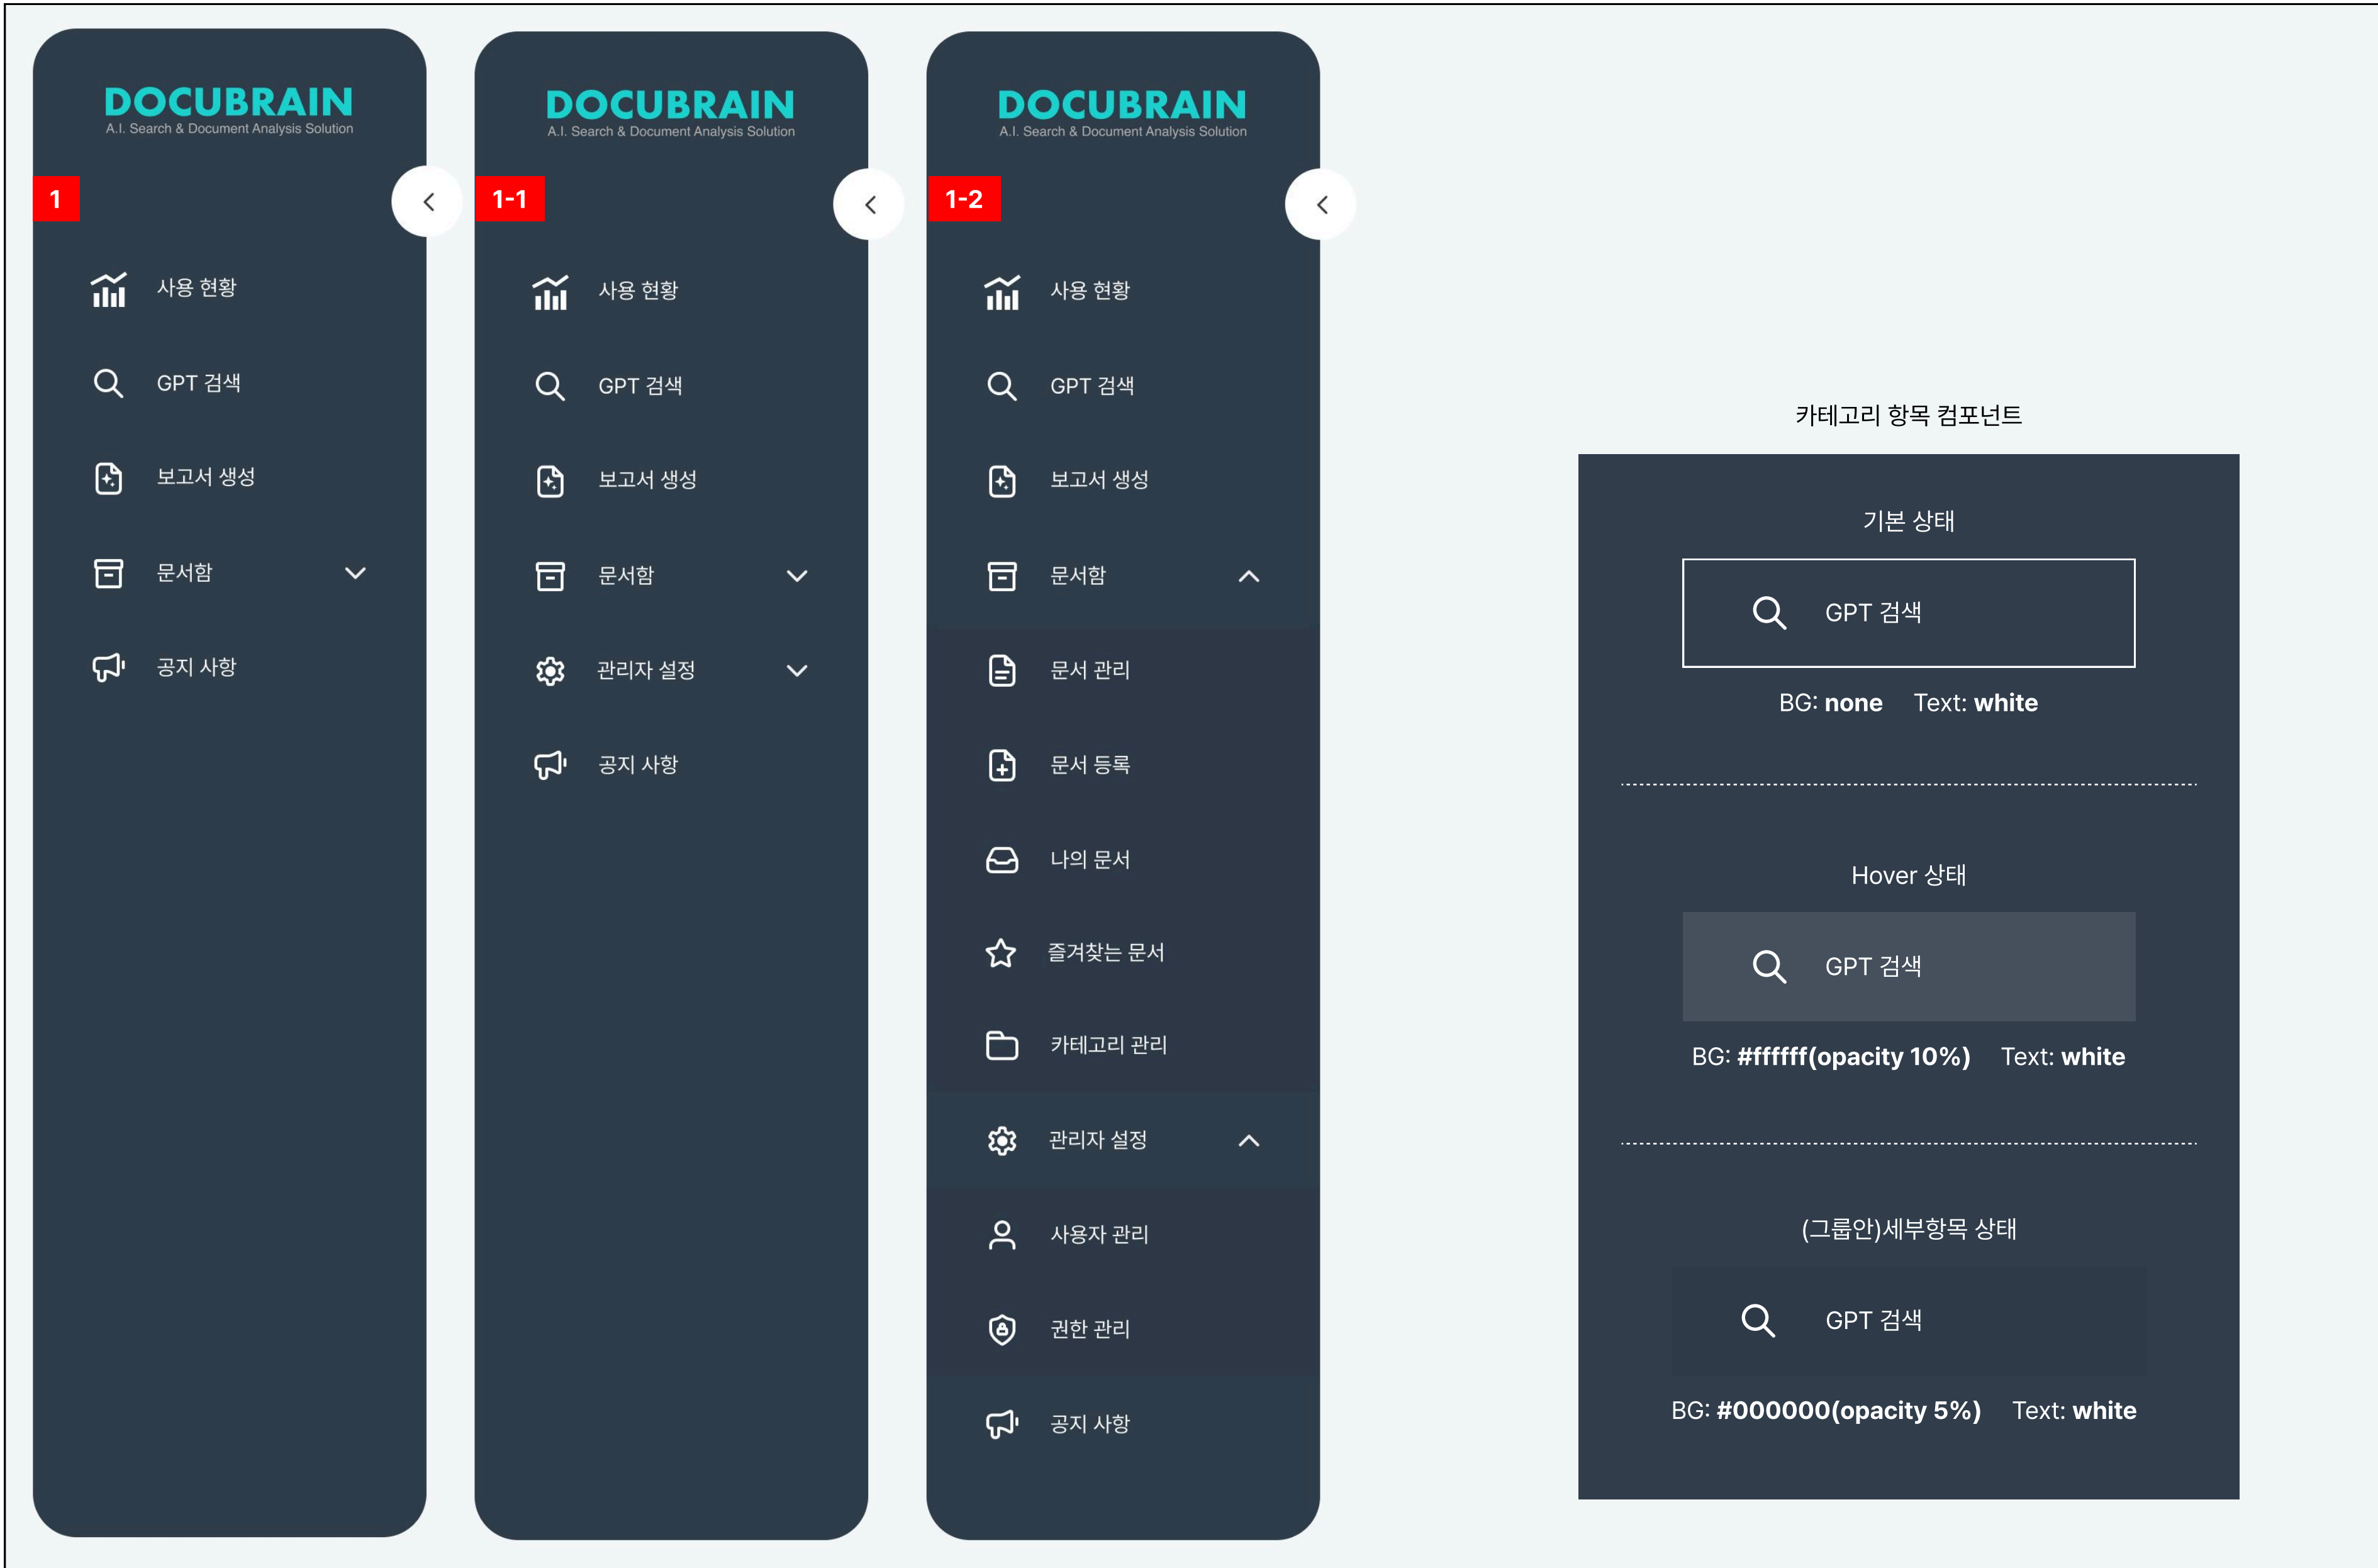 DOCUBRAIN
A.I. Search & Document Analysis Solution
1
사용 현황
GPT 검색
보고서 생성
문서함
공지 사항
DOCUBRAIN
A.I. Search & Document Analysis Solution
1-1
사용 현황
GPT 검색
보고서 생성
문서함
관리자 설정
공지 사항
DOCUBRAIN
A.I. Search & Document Analysis Solution
1-2
사용 현황
GPT 검색
보고서 생성
문서함
문서 관리
문서 등록
나의 문서
즐겨찾는 문서
카테고리 관리
관리자 설정
사용자 관리
권한 관리
공지 사항
카테고리 항목 컴포넌트
기본 상태
GPT 검색
BG: none Text: white
Hover 상태
GPT 검색
BG: #ffffff(opacity 10%) Text: white
(그룹안)세부항목 상태
GPT 검색
BG: #000000(opacity 5%) Text: white